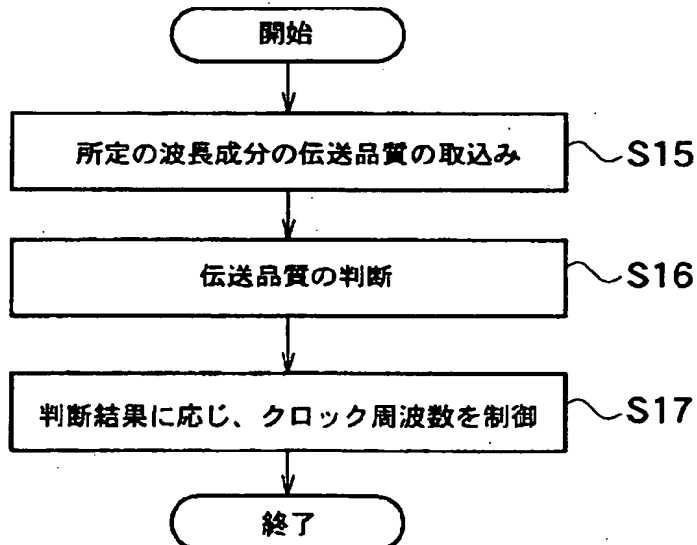 開始
所定の波長成分の伝送品質の取込み
S15
伝送品質の判断
S16
判断結果に応じ、クロック周波数を制御
S17
終了